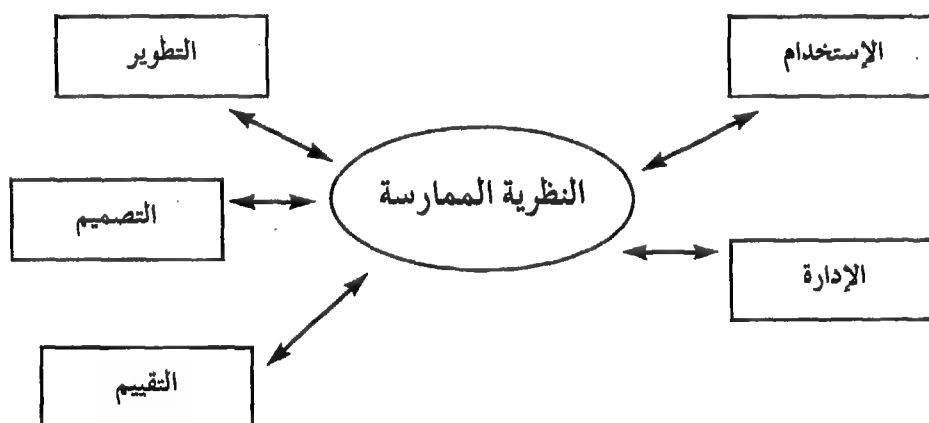 الإستخدام
التطوير
النظرية الممارسة
التصميم
الإدارة
التقييم